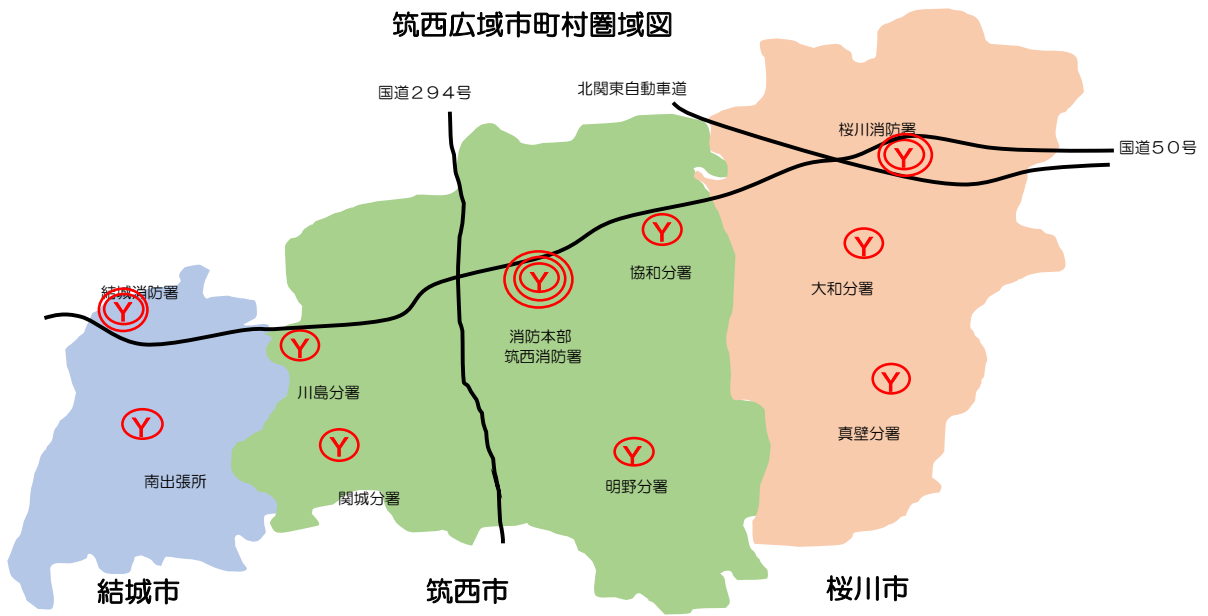 筑西広域市町村圏域図
国道２９４号
北関東自動車道
桜川消防署
国道５０号
Y
Y
協和分署
Y
大和分署
Y
結城消防署
Y
消防本部
筑西消防署
Y
川島分署
Y
真壁分署
Y
南出張所
Y
関城分署
Y
明野分署
結城市
筑西市
桜川市